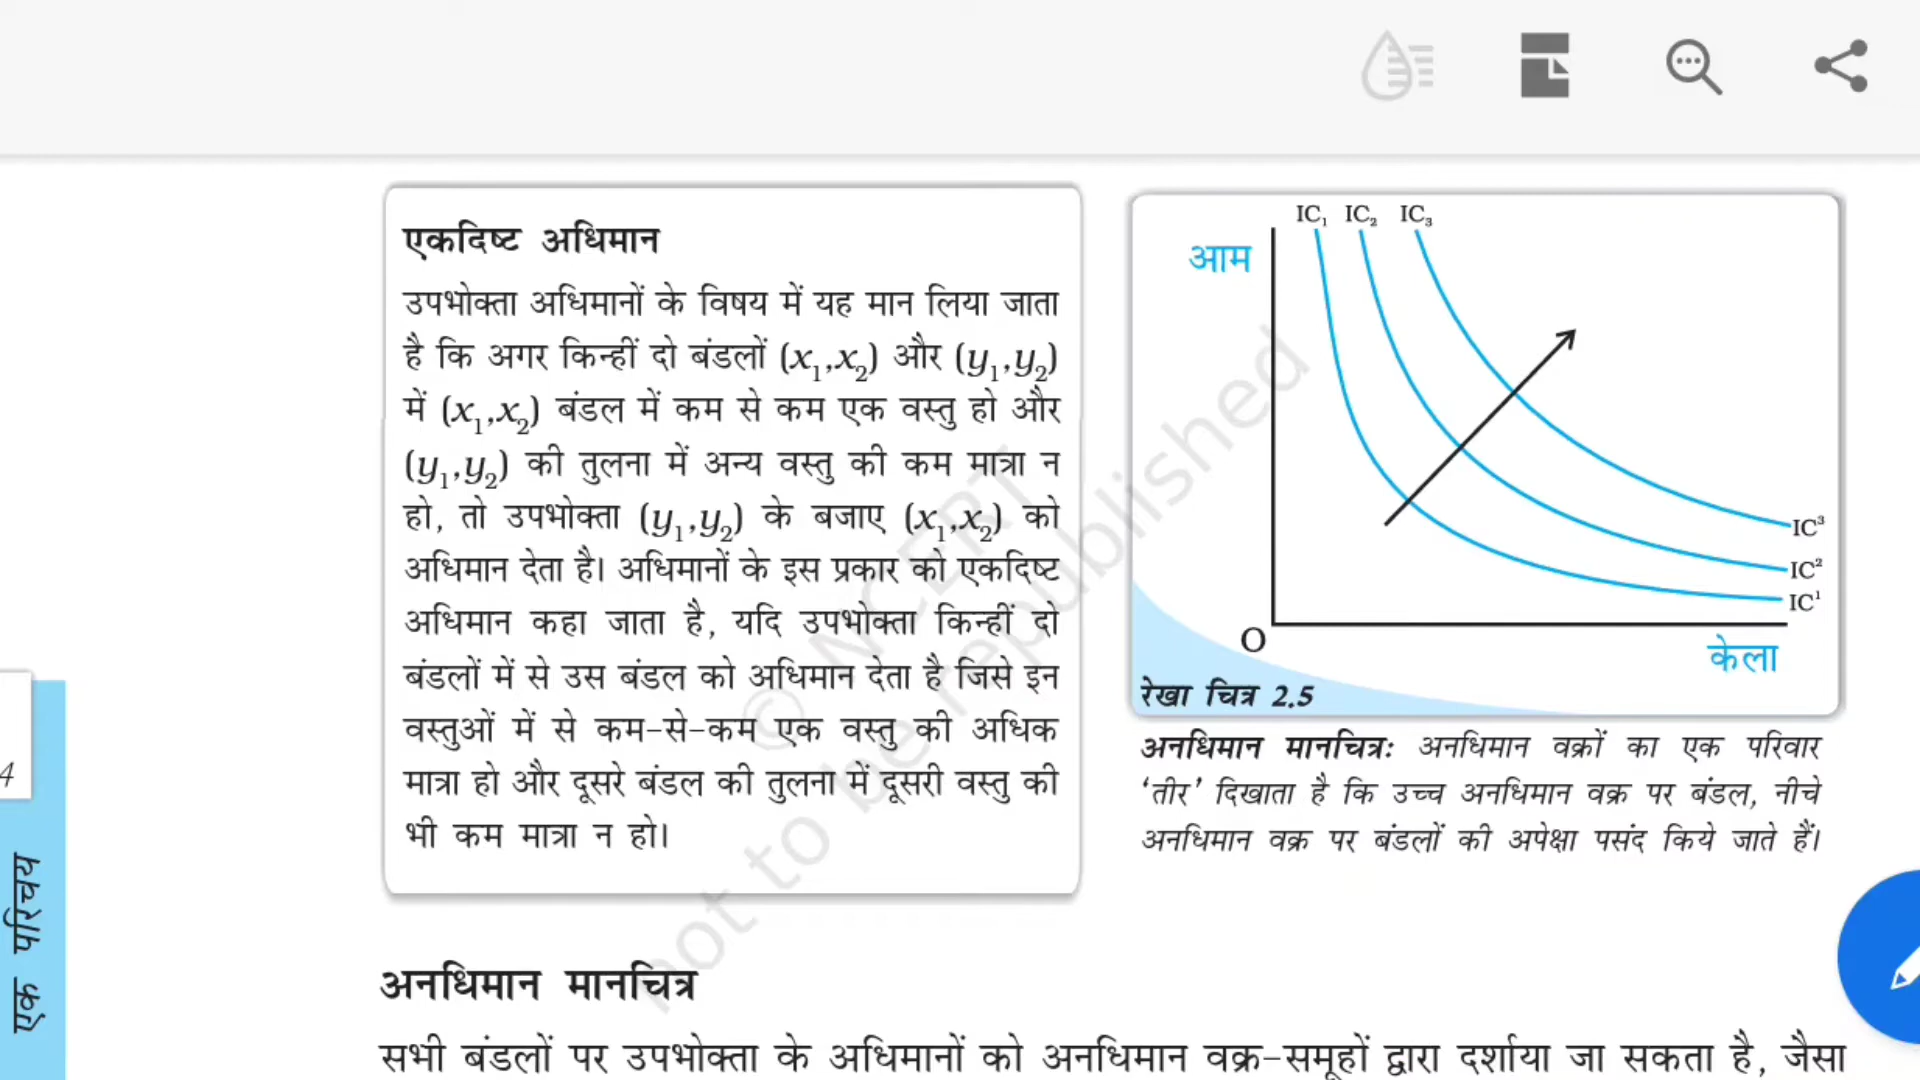 एकदिष्ट अधिमान
उपभोक्ता अधिमानों के विषय में यह मान लिया जाता
है कि अगर किन्हीं दो बंडलों (x₁,x₂) और (y₁,y₂)
में (x₁,x₂) बंडल में कम से कम एक वस्तु हो और
(y₁,y₂) की तुलना में अन्य वस्तु की कम मात्रा न
हो, तो उपभोक्ता (y₁,y₂) के बजाए (x₁,x₂) को
अधिमान देता है। अधिमानों के इस प्रकार को एकदिष्ट
अधिमान कहा जाता है, यदि उपभोक्ता किन्हीं दो
बंडलों में से उस बंडल को अधिमान देता है जिसे इन
वस्तुओं में से कम-से-कम एक वस्तु की अधिक
मात्रा हो और दूसरे बंडल की तुलना में दूसरी वस्तु की
भी कम मात्रा न हो।
IC₁ IC₂ IC₃
आम
IC³
IC²
IC¹
O
केला
रेखा चित्र 2.5
अनधिमान मानचित्रः अनधिमान वक्रों का एक परिवार
‘तीर’ दिखाता है कि उच्च अनधिमान वक्र पर बंडल, नीचे
अनधिमान वक्र पर बंडलों की अपेक्षा पसंद किये जाते हैं।
© NCERT
not to be republished
4
एक परिचय
अनधिमान मानचित्र
सभी बंडलों पर उपभोक्ता के अधिमानों को अनधिमान वक्र-समूहों द्वारा दर्शाया जा सकता है, जैसा